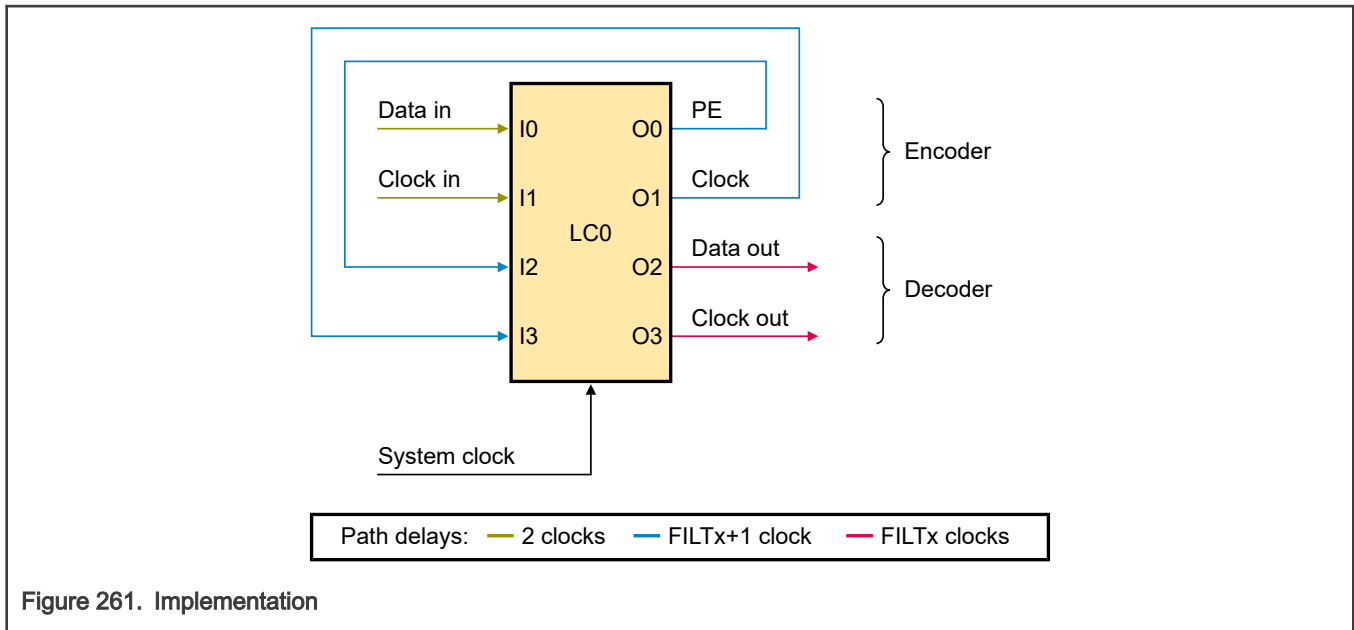 Data in
I0
PE
O0
Encoder
Clock in
I1
Clock
O1
LC0
I2
Data out
O2
Decoder
I3
Clock out
O3
System clock
Path delays: 2 clocks FILTx+1 clock FILTx clocks
Figure 261. Implementation